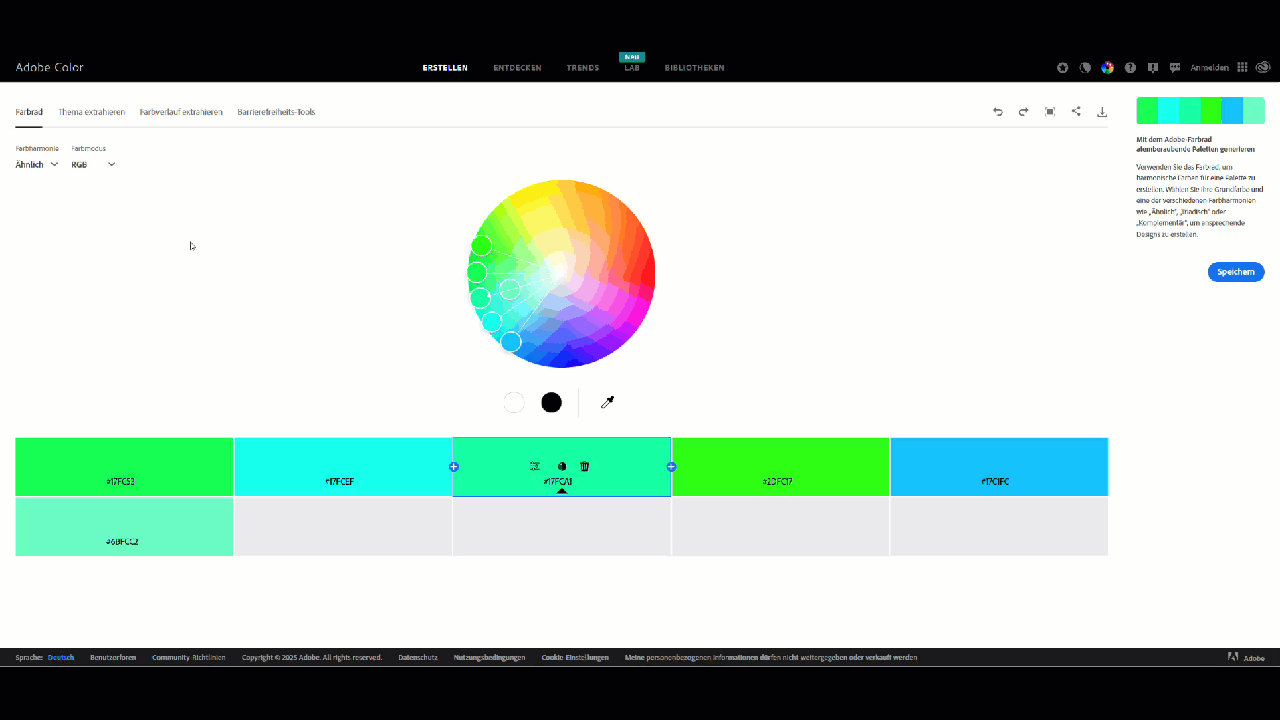 Neu
Adobe Color
ERSTELLEN
ENTDECKEN
TRENDS
LAB
BIBLIOTHEKEN
Anmelden
Farbrad
Thema extrahieren
Farbverlauf extrahieren
Barrierefreiheits-Tools
Farbharmonie
Farbmodus
Ähnlich
RGB
Mit dem Adobe-Farbrad
atemberaubende Paletten generieren
Verwenden Sie das Farbrad, um
harmonische Farben für eine Palette zu
erstellen. Wählen Sie Ihre Grundfarbe und
eine der verschiedenen Farbharmonien
wie „Ähnlich“, „Triadisch“ oder
„Komplementär“, um ansprechende
Designs zu erstellen.
Speichern
#17FC53
#17FCEF
#17FCA1
#2DFC17
#17C1FC
#6BFCC2
Sprache: Deutsch
Benutzerforen
Community-Richtlinien
Copyright © 2025 Adobe. All rights reserved.
Datenschutz
Nutzungsbedingungen
Cookie-Einstellungen
Meine personenbezogenen Informationen dürfen nicht weitergegeben oder verkauft werden
Adobe